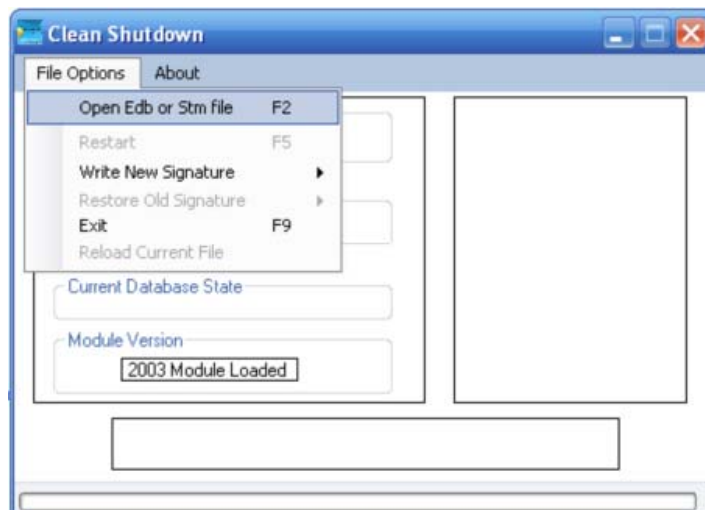 Clean Shutdown
File Options About
Open Edb or Stm file F2
Restart F5
Write New Signature
Restore Old Signature
Exit F9
Reload Current File
Current Database State
Module Version
2003 Module Loaded